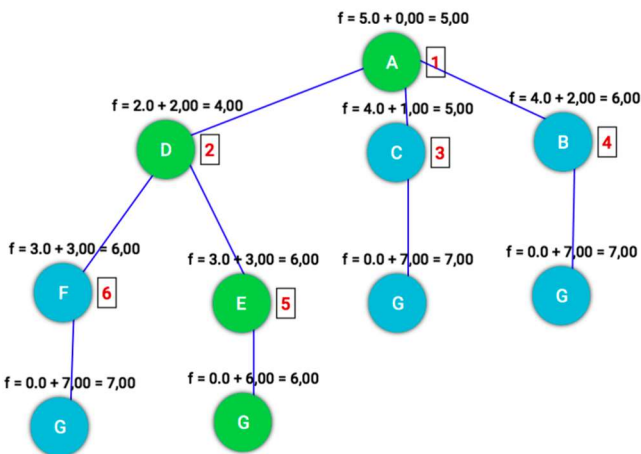 f = 5.0 + 0,00 = 5,00
A
1
f = 2.0 + 2,00 = 4,00
D
2
f = 4.0 + 1,00 = 5,00
C
3
f = 4.0 + 2,00 = 6,00
B
4
f = 3.0 + 3,00 = 6,00
F
6
f = 3.0 + 3,00 = 6,00
E
5
f = 0.0 + 7,00 = 7,00
G
f = 0.0 + 7,00 = 7,00
G
f = 0.0 + 7,00 = 7,00
G
f = 0.0 + 6,00 = 6,00
G